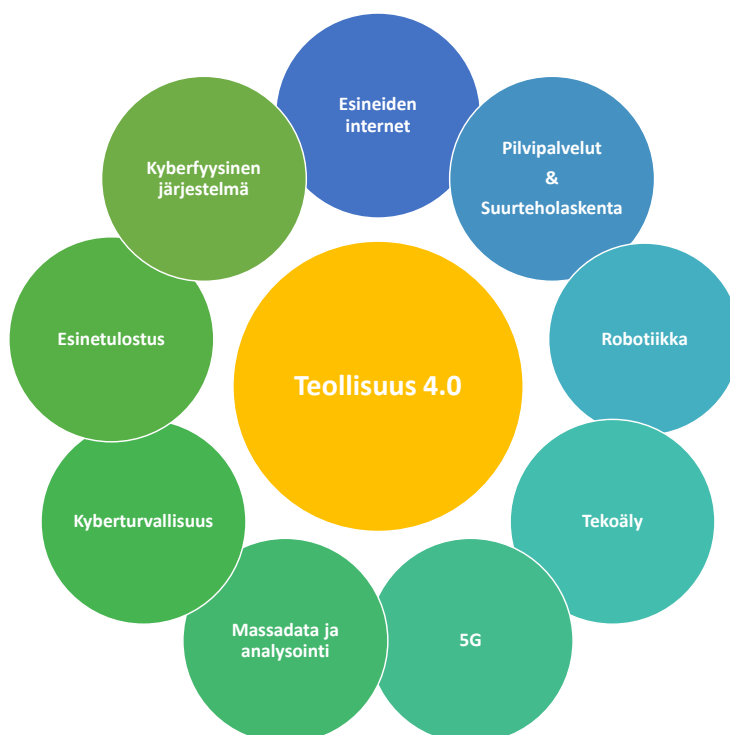 Esineiden
internet
Pilvipalvelut
&
Suurteholaskenta
Robotiikka
Tekoäly
5G
Massadata ja
analysointi
Kyberturvallisuus
Esinetulostus
Kyberfyysinen
järjestelmä
Teollisuus 4.0